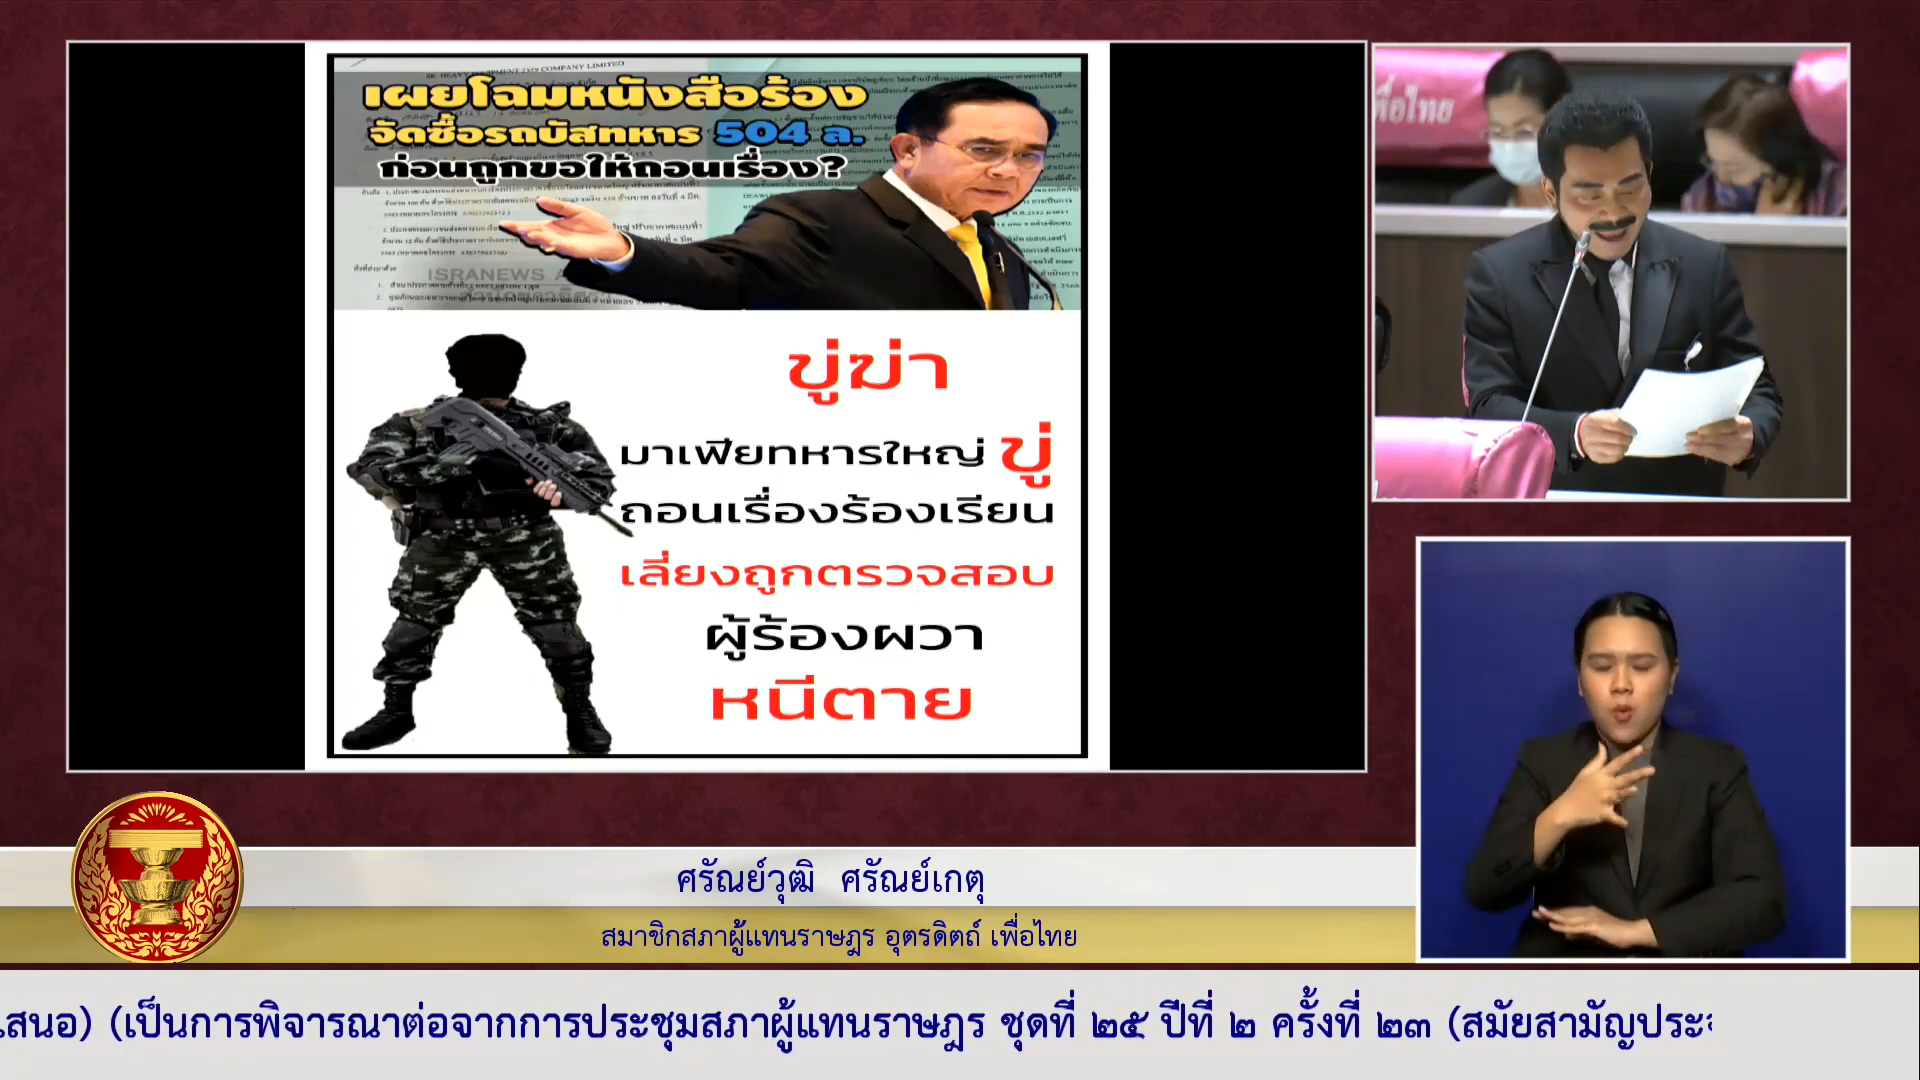 เผยโฉมหนังสือร้อง
จัดซื้อรถบัสทหาร 504 ล.
ก่อนถูกขอให้ถอนเรื่อง?
ISRANEWS
ขู่ฆ่า
มาเฟียทหารใหญ่ ขู่
ถอนเรื่องร้องเรียน
เลี่ยงถูกตรวจสอบ
ผู้ร้องผวา
หนีตาย
เพื่อไทย
ศรัณย์วุฒิ ศรัณย์เกตุ
สมาชิกสภาผู้แทนราษฎร อุตรดิตถ์ เพื่อไทย
เสนอ) (เป็นการพิจารณาต่อจากการประชุมสภาผู้แทนราษฎร ชุดที่ ๒๕ ปีที่ ๒ ครั้งที่ ๒๓ (สมัยสามัญประจ